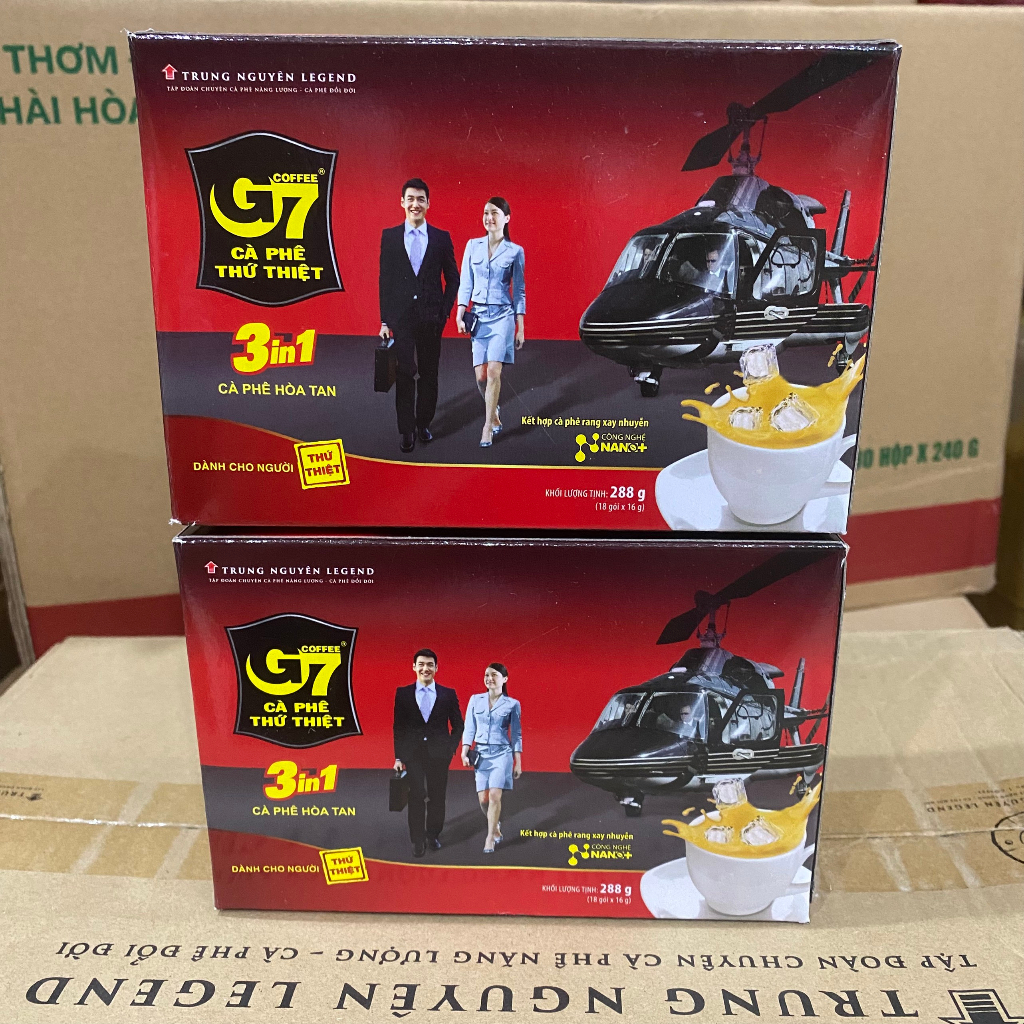 THƠM
HÀI HÒA
TRUNG NGUYÊN LEGEND
TẬP ĐOÀN CHUYÊN CÀ PHÊ NĂNG LƯỢNG - CÀ PHÊ ĐỔI ĐỜI
COFFEE®
G7
CÀ PHÊ
THỨ THIỆT
3in1
CÀ PHÊ HÒA TAN
DÀNH CHO NGƯỜI THỨ THIỆT
Kết hợp cà phê rang xay nhuyễn
CÔNG NGHỆ
NANO+
KHỐI LƯỢNG TỊNH: 288 g
(18 gói x 16 g)
HỘP X 240 G
TRUNG NGUYÊN LEGEND
TẬP ĐOÀN CHUYÊN CÀ PHÊ NĂNG LƯỢNG - CÀ PHÊ ĐỔI ĐỜI
COFFEE®
G7
CÀ PHÊ
THỨ THIỆT
3in1
CÀ PHÊ HÒA TAN
DÀNH CHO NGƯỜI THỨ THIỆT
Kết hợp cà phê rang xay nhuyễn
CÔNG NGHỆ
NANO+
KHỐI LƯỢNG TỊNH: 288 g
(18 gói x 16 g)
TRUNG NGUYÊN LEGEND
TẬP ĐOÀN CHUYÊN CÀ PHÊ NĂNG LƯỢNG - CÀ PHÊ ĐỔI ĐỜI